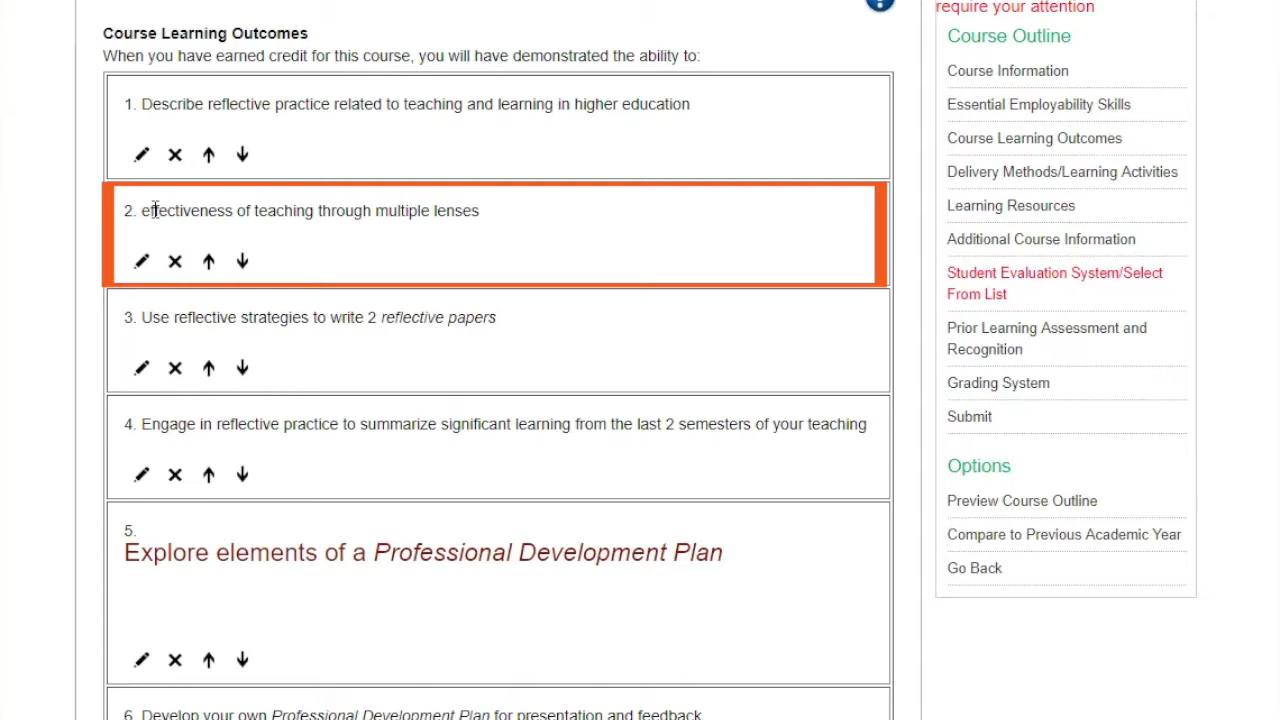 require your attention
Course Learning Outcomes
When you have earned credit for this course, you will have demonstrated the ability to:
1. Describe reflective practice related to teaching and learning in higher education
2. effectiveness of teaching through multiple lenses
3. Use reflective strategies to write 2 reflective papers
4. Engage in reflective practice to summarize significant learning from the last 2 semesters of your teaching
5.
Explore elements of a Professional Development Plan
6. Develop your own Professional Development Plan for presentation and feedback
Course Outline
Course Information
Essential Employability Skills
Course Learning Outcomes
Delivery Methods/Learning Activities
Learning Resources
Additional Course Information
Student Evaluation System/Select
From List
Prior Learning Assessment and
Recognition
Grading System
Submit
Options
Preview Course Outline
Compare to Previous Academic Year
Go Back